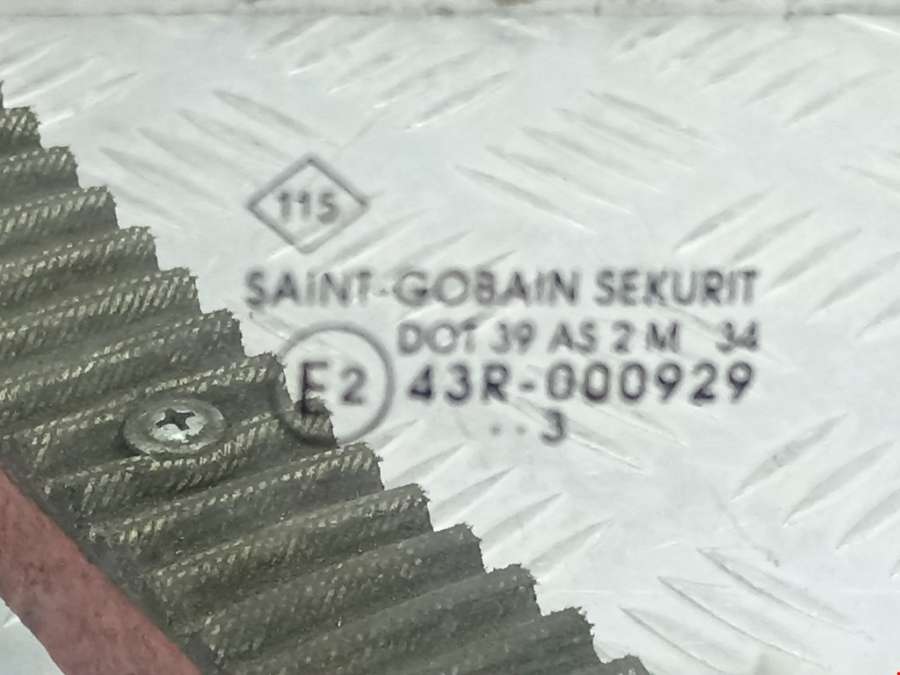 115
SAINT-GOBAIN SEKURIT
DOT 39 AS 2 M 34
E2 43R-000929
..3